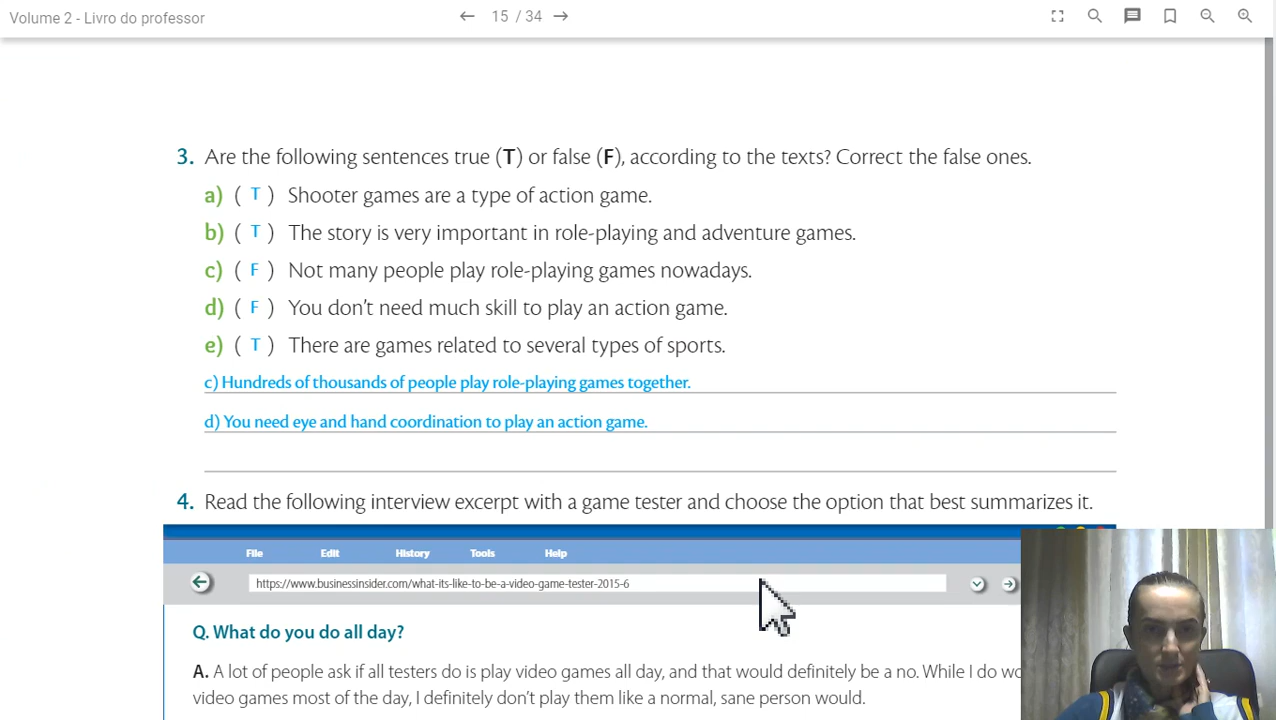 Volume 2 - Livro do professor
15 / 34
3. Are the following sentences true (T) or false (F), according to the texts? Correct the false ones.
a) ( T ) Shooter games are a type of action game.
b) ( T ) The story is very important in role-playing and adventure games.
c) ( F ) Not many people play role-playing games nowadays.
d) ( F ) You don't need much skill to play an action game.
e) ( T ) There are games related to several types of sports.
c) Hundreds of thousands of people play role-playing games together.
d) You need eye and hand coordination to play an action game.
4. Read the following interview excerpt with a game tester and choose the option that best summarizes it.
File Edit History Tools Help
https://www.businessinsider.com/what-its-like-to-be-a-video-game-tester-2015-6
Q. What do you do all day?
A. A lot of people ask if all testers do is play video games all day, and that would definitely be a no. While I do
video games most of the day, I definitely don't play them like a normal, sane person would.